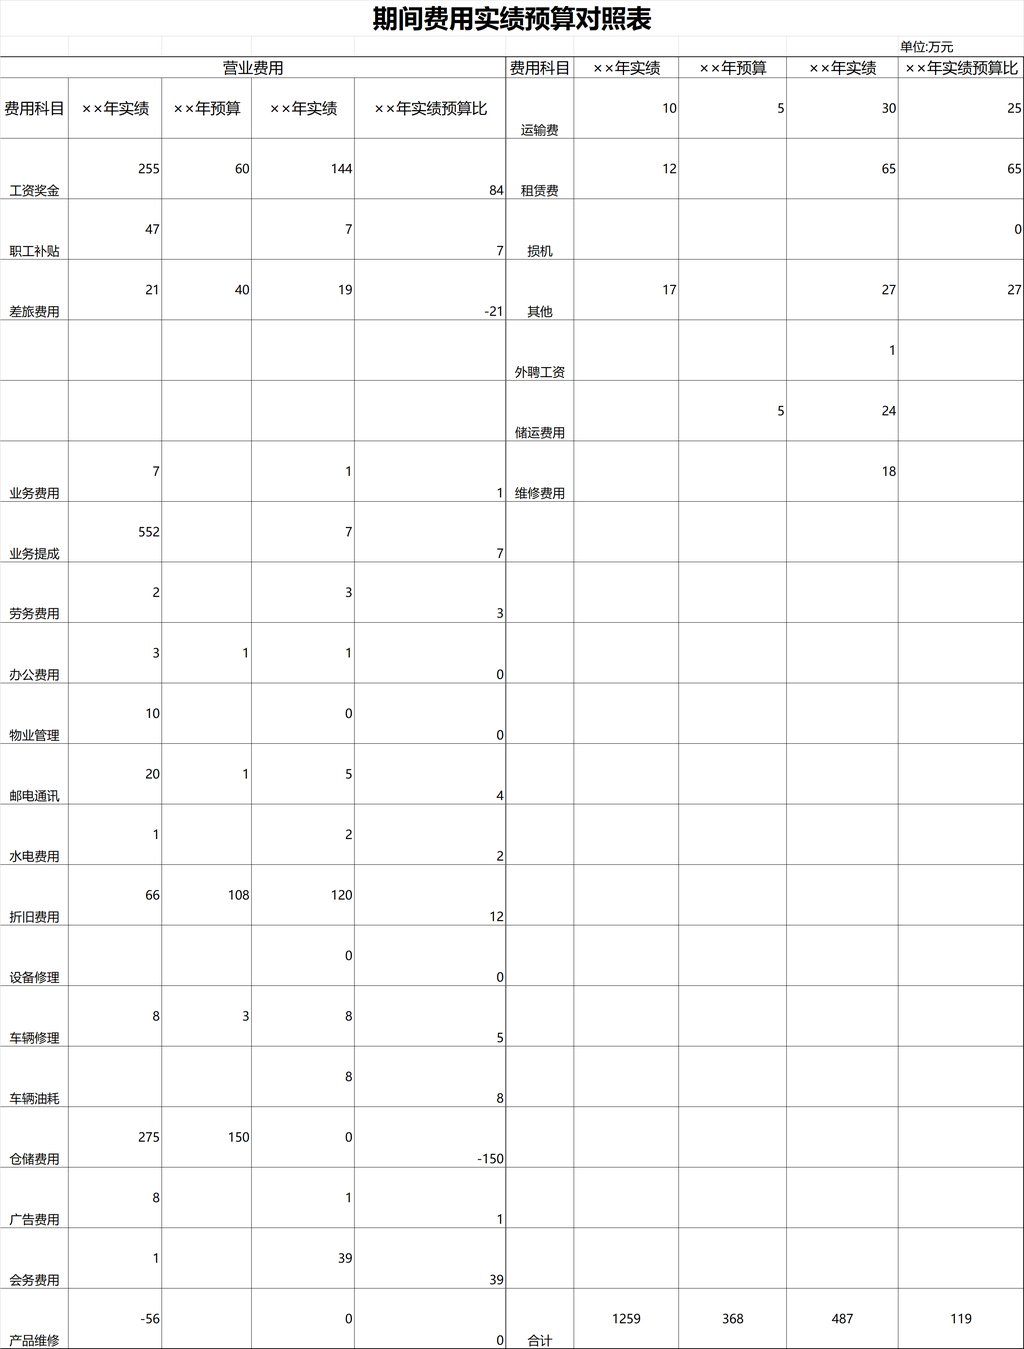 期间费用实绩预算对照表
单位:万元
营业费用 费用科目 ××年实绩 ××年预算 ××年实绩 ××年实绩预算比
费用科目 ××年实绩 ××年预算 ××年实绩 ××年实绩预算比 运输费 10 5 30 25
工资奖金 255 60 144 84 租赁费 12 65 65
职工补贴 47 7 7 损机 0
差旅费用 21 40 19 -21 其他 17 27 27
外聘工资 1
储运费用 5 24
业务费用 7 1 1 维修费用 18
业务提成 552 7 7
劳务费用 2 3 3
办公费用 3 1 1 0
物业管理 10 0 0
邮电通讯 20 1 5 4
水电费用 1 2 2
折旧费用 66 108 120 12
设备修理 0 0
车辆修理 8 3 8 5
车辆油耗 8 8
仓储费用 275 150 0 -150
广告费用 8 1 1
会务费用 1 39 39
产品维修 -56 0 0 合计 1259 368 487 119